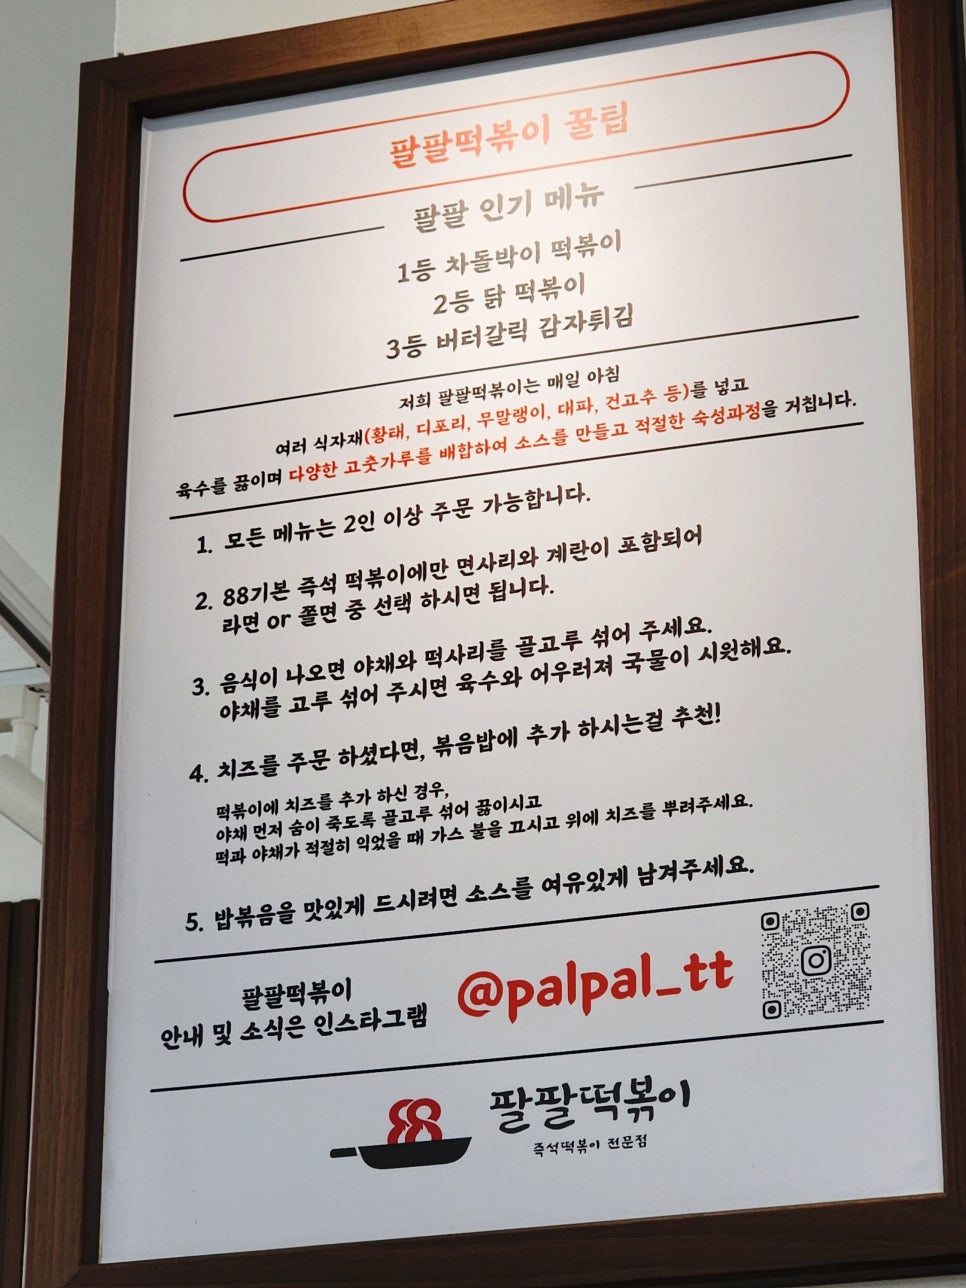 팔팔떡볶이 꿀팁
팔팔 인기 메뉴
1등 차돌박이 떡볶이
2등 닭 떡볶이
3등 버터갈릭 감자튀김
저희 팔팔떡볶이는 매일 아침
여러 식자재(황태, 디포리, 무말랭이, 대파, 건고추 등)를 넣고
육수를 끓이며 다양한 고춧가루를 배합하여 소스를 만들고 적절한 숙성과정을 거칩니다.
1. 모든 메뉴는 2인 이상 주문 가능합니다.
2. 88기본 즉석 떡볶이에만 면사리와 계란이 포함되어
라면 or 쫄면 중 선택 하시면 됩니다.
3. 음식이 나오면 야채와 떡사리를 골고루 섞어 주세요.
야채를 고루 섞어 주시면 육수와 어우러져 국물이 시원해요.
4. 치즈를 주문 하셨다면, 볶음밥에 추가 하시는걸 추천!
떡볶이에 치즈를 추가 하신 경우,
야채 먼저 숨이 죽도록 골고루 섞어 끓이시고
떡과 야채가 적절히 익었을 때 가스 불을 끄시고 위에 치즈를 뿌려주세요.
5. 밥볶음을 맛있게 드시려면 소스를 여유있게 남겨주세요.
팔팔떡볶이
안내 및 소식은 인스타그램
@palpal_tt
88
팔팔떡볶이
즉석떡볶이 전문점